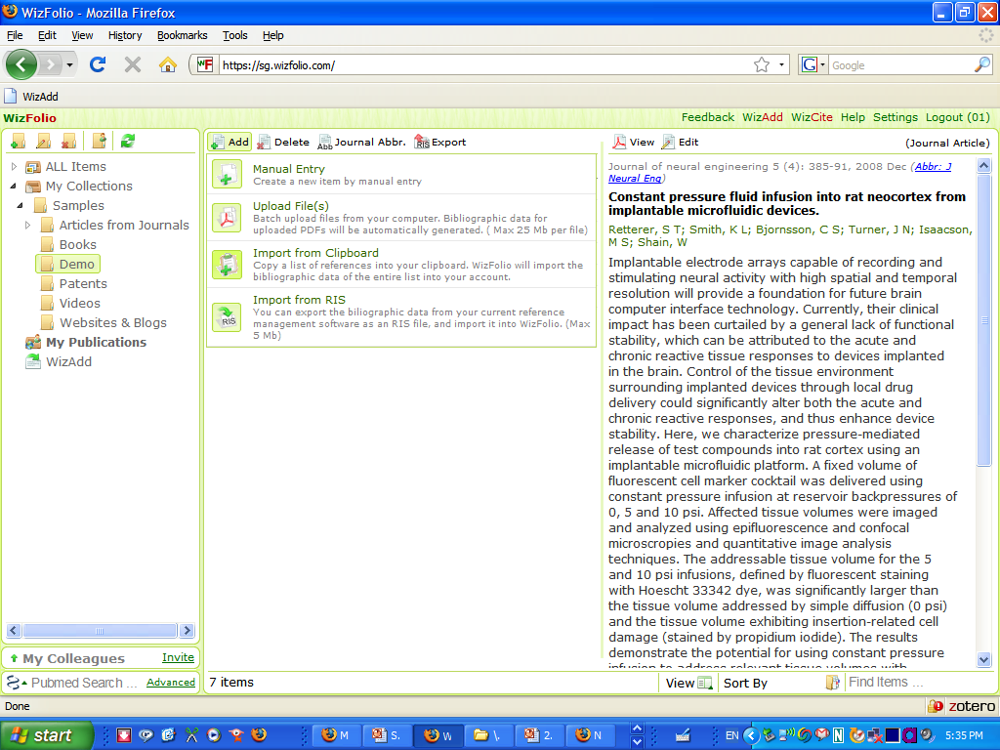 WizFolio - Mozilla Firefox
File Edit View History Bookmarks Tools Help
https://sg.wizfolio.com/
Google
WizAdd
WizFolio
Feedback WizAdd WizCite Help Settings Logout (01)
ALL Items
My Collections
Samples
Articles from Journals
Books
Demo
Patents
Videos
Websites & Blogs
My Publications
WizAdd
My Colleagues Invite
Pubmed Search ... Advanced
Add Delete Journal Abbr. Export
Manual Entry
Create a new item by manual entry
Upload File(s)
Batch upload files from your computer. Bibliographic data for
uploaded PDFs will be automatically generated. ( Max 25 Mb per file)
Import from Clipboard
Copy a list of references into your clipboard. WizFolio will import the
bibliographic data of the entire list into your account.
Import from RIS
You can export the biliographic data from your current reference
management software as an RIS file, and import it into WizFolio. (Max
5 Mb)
7 items
View Edit (Journal Article)
Journal of neural engineering 5 (4): 385-91, 2008 Dec (Abbr: J
Neural Eng)
Constant pressure fluid infusion into rat neocortex from
implantable microfluidic devices.
Retterer, S T; Smith, K L; Bjornsson, C S; Turner, J N; Isaacson,
M S; Shain, W
Implantable electrode arrays capable of recording and
stimulating neural activity with high spatial and temporal
resolution will provide a foundation for future brain
computer interface technology. Currently, their clinical
impact has been curtailed by a general lack of functional
stability, which can be attributed to the acute and
chronic reactive tissue responses to devices implanted
in the brain. Control of the tissue environment
surrounding implanted devices through local drug
delivery could significantly alter both the acute and
chronic reactive responses, and thus enhance device
stability. Here, we characterize pressure-mediated
release of test compounds into rat cortex using an
implantable microfluidic platform. A fixed volume of
fluorescent cell marker cocktail was delivered using
constant pressure infusion at reservoir backpressures of
0, 5 and 10 psi. Affected tissue volumes were imaged
and analyzed using epifluorescence and confocal
microscropies and quantitative image analysis
techniques. The addressable tissue volume for the 5
and 10 psi infusions, defined by fluorescent staining
with Hoescht 33342 dye, was significantly larger than
the tissue volume addressed by simple diffusion (0 psi)
and the tissue volume exhibiting insertion-related cell
damage (stained by propidium iodide). The results
demonstrate the potential for using constant pressure
infusion to address relevant tissue volumes with
View Sort By Find Items ...
Done
zotero
start
M
S.
W
\.
2.
N
EN
5:35 PM